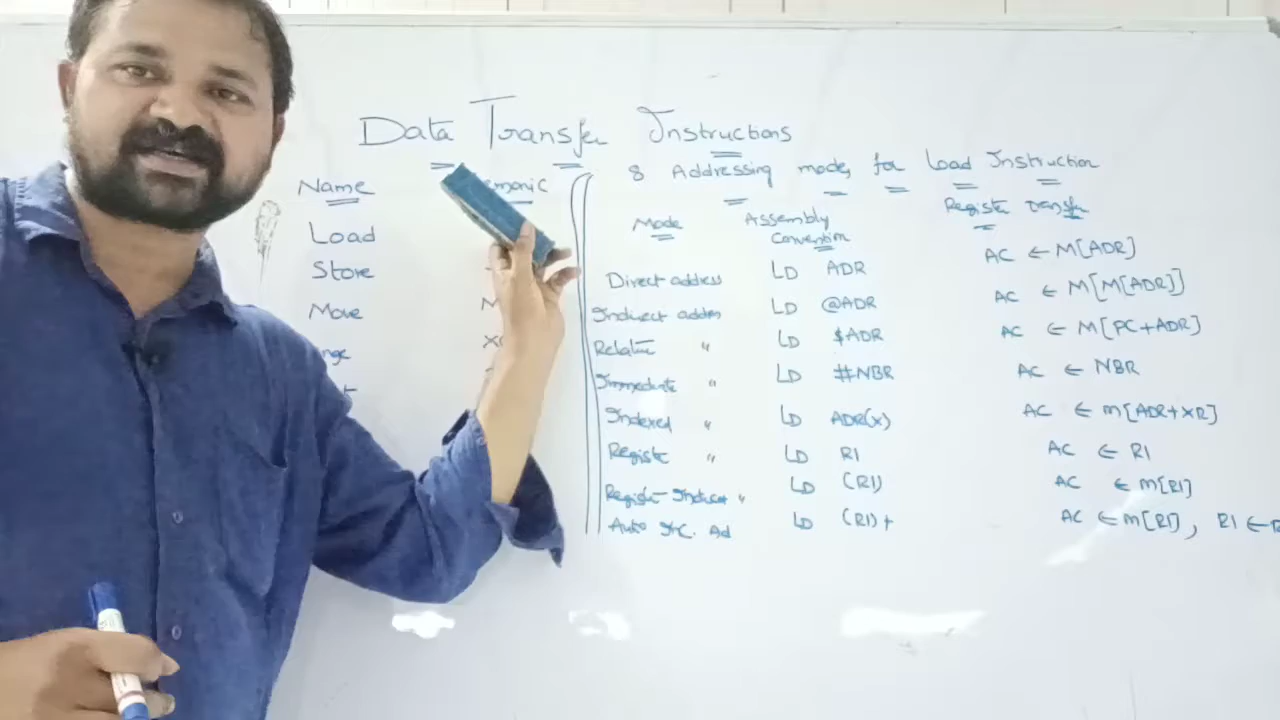 Data Transfer Instructions
8 Addressing modes for Load Instruction
Name
Mode Assembly Convention Register Transfer
Load
Store
Move
Direct address LD ADR AC ← M[ADR]
Indirect addres LD @ADR AC ← M[M[ADR]]
Relative " LD $ADR AC ← M[PC+ADR]
Immediate " LD #NBR AC ← NBR
Indexed " LD ADR(X) AC ← M[ADR+XR]
Register " LD R1 AC ← R1
Register Indirect " LD (R1) AC ← M[R1]
Auto Ad LD (R1)+ AC ← M[R1], R1 ← R